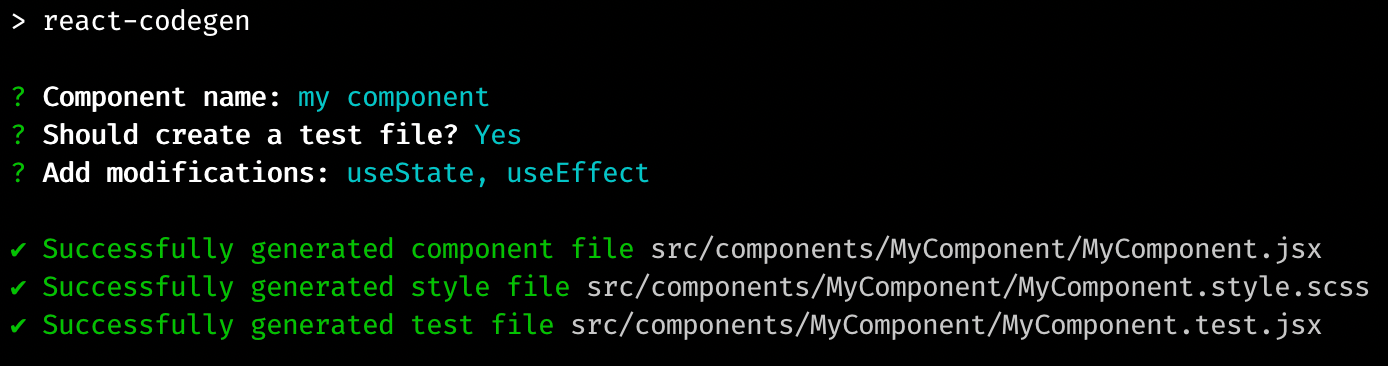 > react-codegen
? Component name: my component
? Should create a test file? Yes
? Add modifications: useState, useEffect
✔ Successfully generated component file src/components/MyComponent/MyComponent.jsx
✔ Successfully generated style file src/components/MyComponent/MyComponent.style.scss
✔ Successfully generated test file src/components/MyComponent/MyComponent.test.jsx